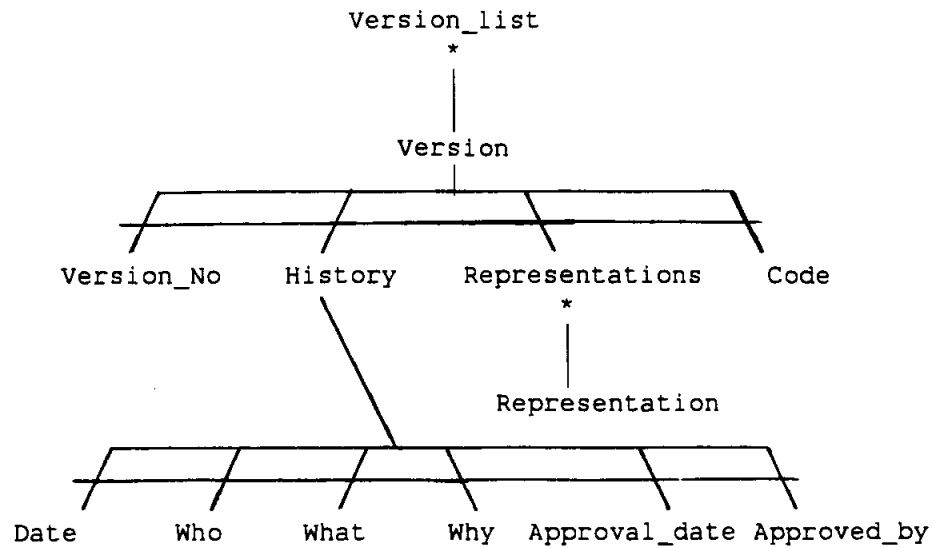 Version_list
*
Version
Version_No History Representations Code
*
Representation
Date Who What Why Approval_date Approved_by